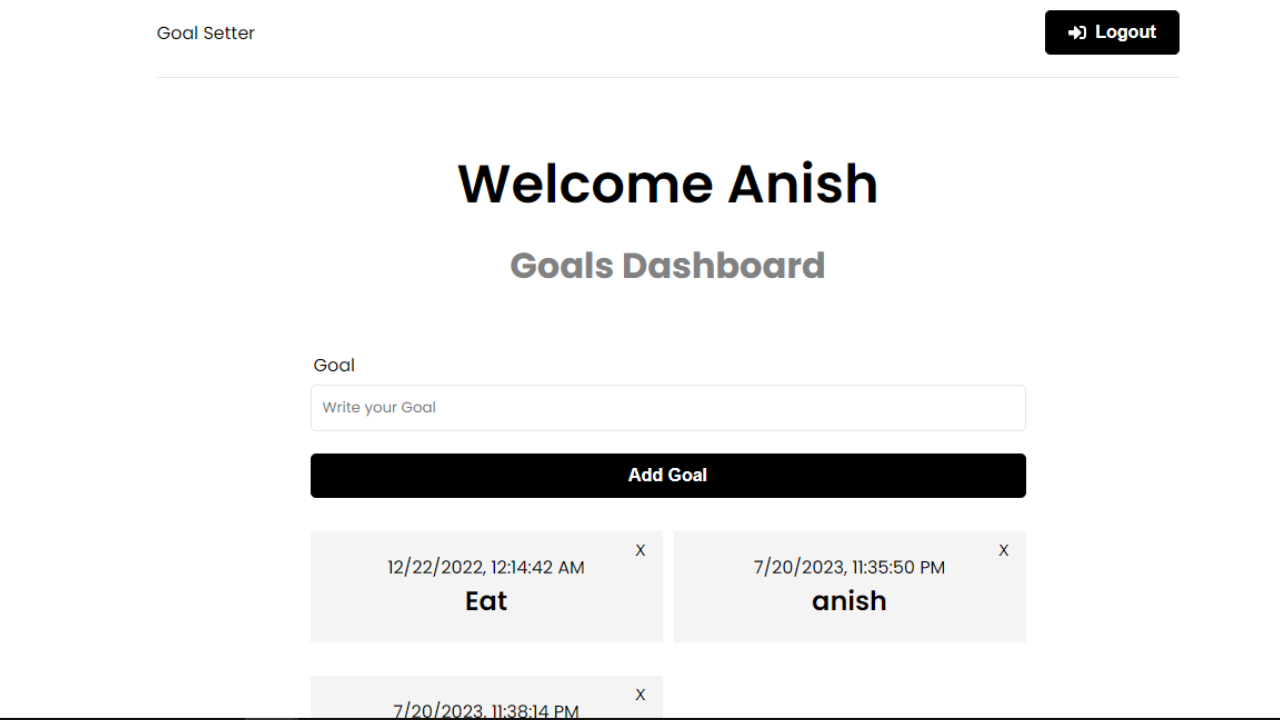 Goal Setter
Logout
Welcome Anish
Goals Dashboard
Goal
Write your Goal
Add Goal
X
12/22/2022, 12:14:42 AM
Eat
X
7/20/2023, 11:35:50 PM
anish
X
7/20/2023, 11:38:14 PM